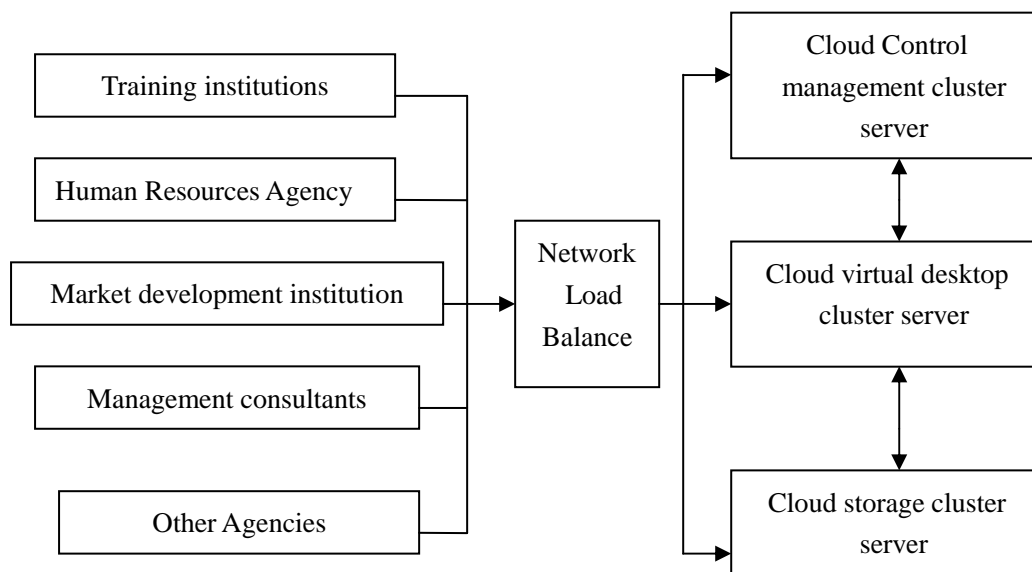 Training institutions
Human Resources Agency
Market development institution
Management consultants
Other Agencies
Network
Load
Balance
Cloud Control
management cluster
server
Cloud virtual desktop
cluster server
Cloud storage cluster
server